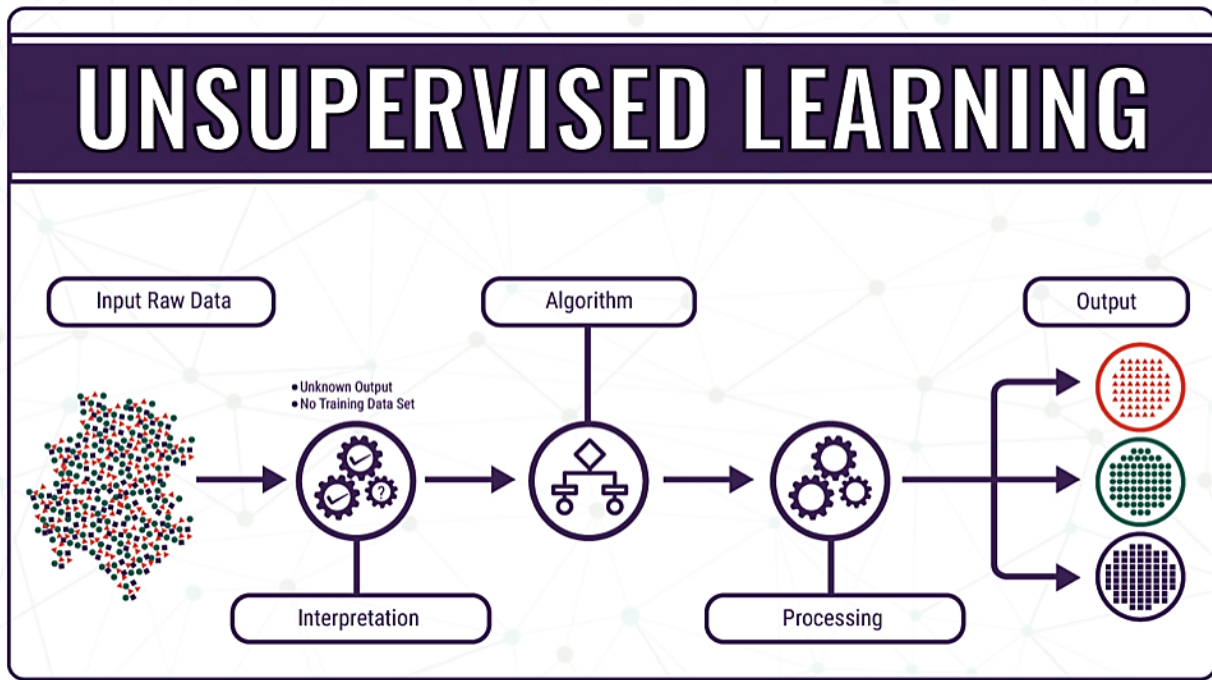 UNSUPERVISED LEARNING
Input Raw Data
Algorithm
Output
• Unknown Output
• No Training Data Set
?
Interpretation
Processing